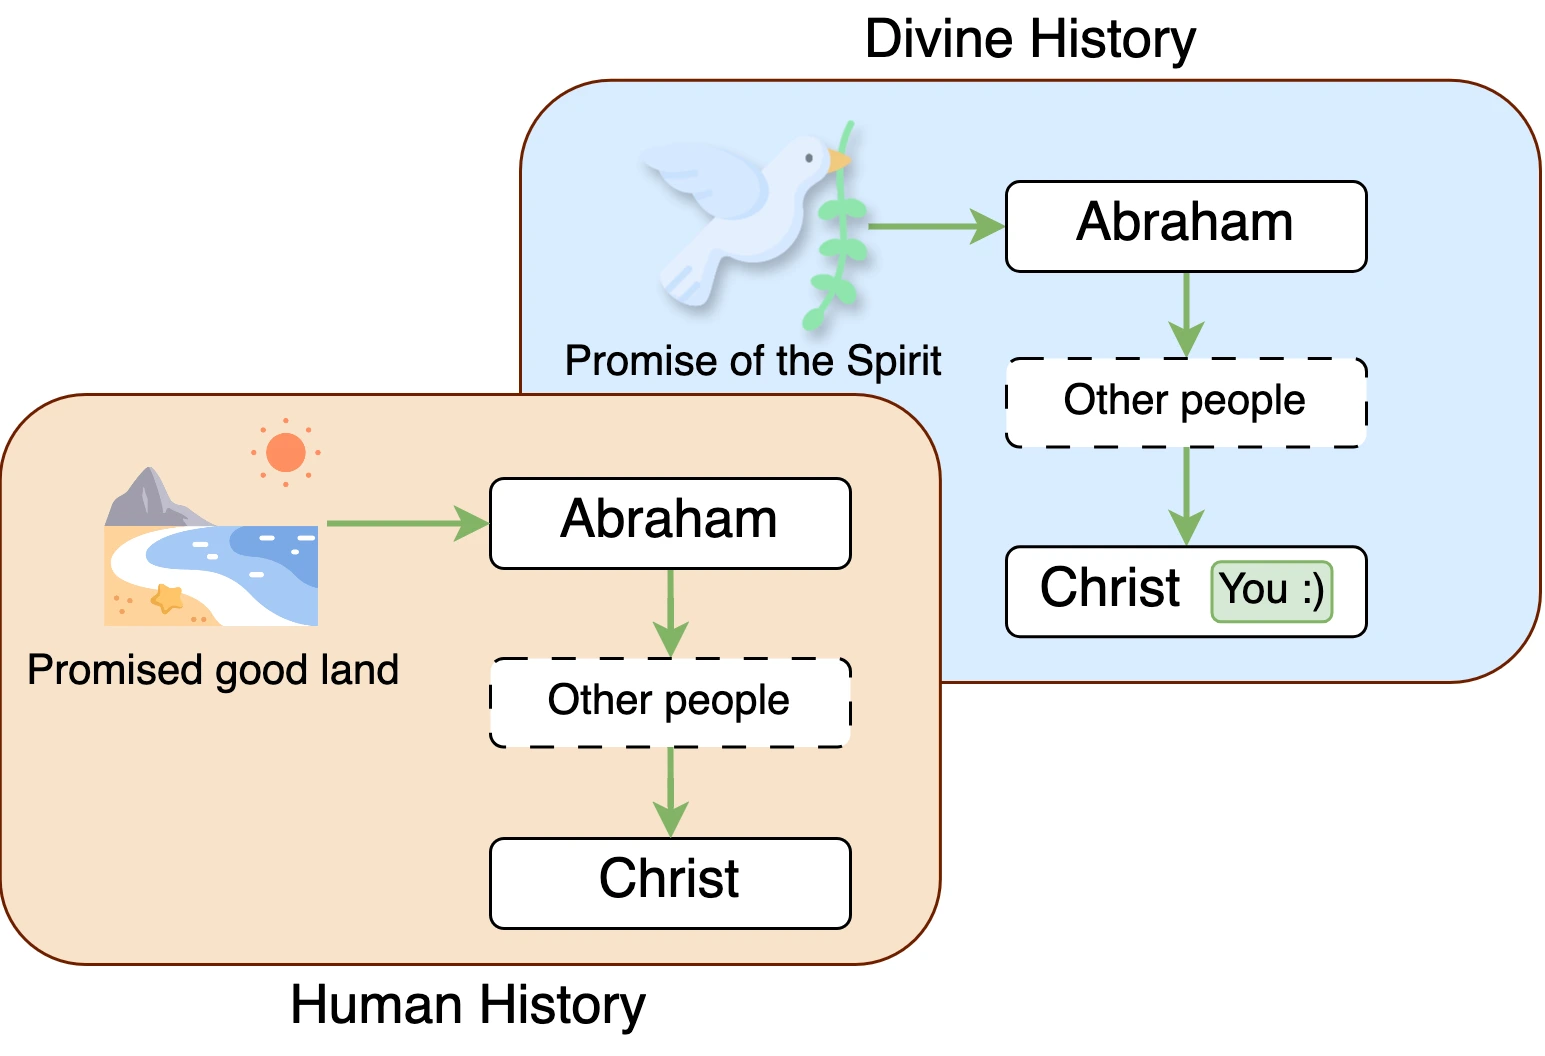 Divine History
Abraham
Promise of the Spirit
Other people
Christ You :)
Abraham
Promised good land
Other people
Christ
Human History